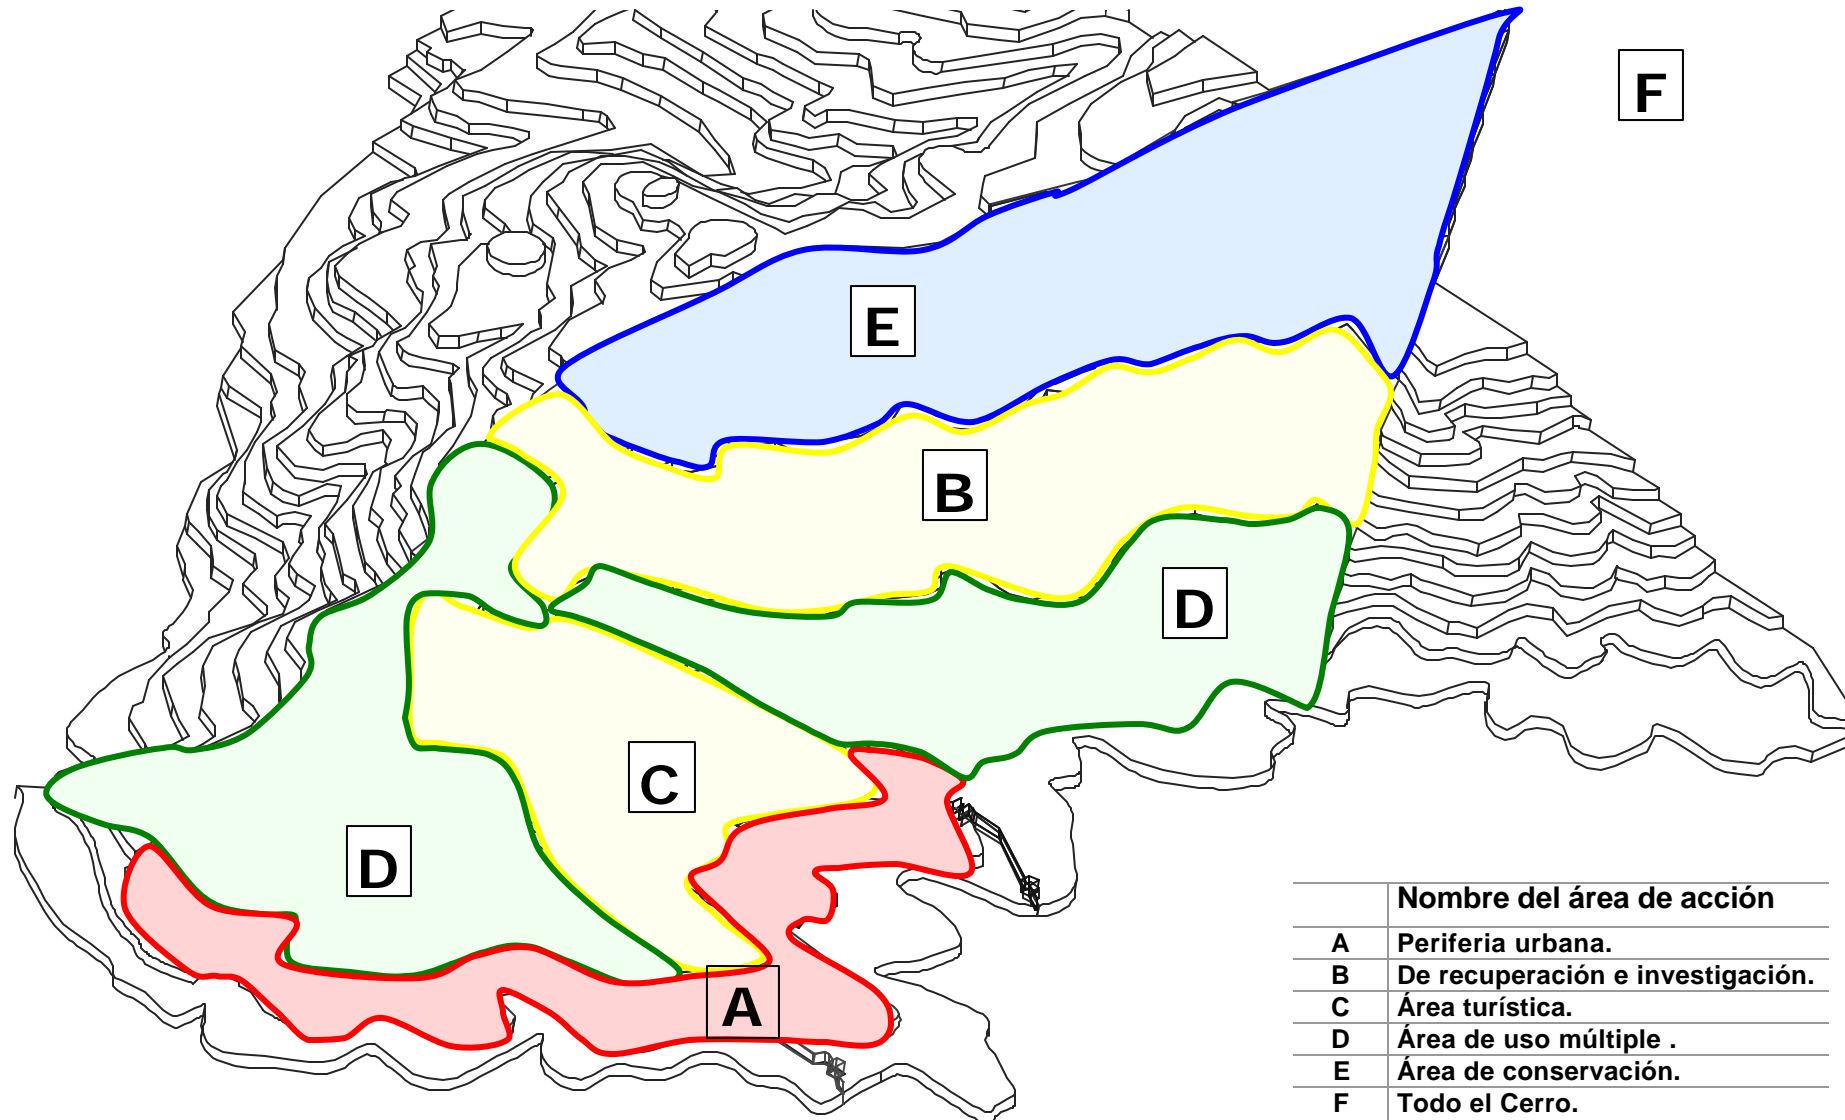 F
E
B
D
C
D
A
Nombre del área de acción
A Periferia urbana.
B De recuperación e investigación.
C Área turística.
D Área de uso múltiple .
E Área de conservación.
F Todo el Cerro.